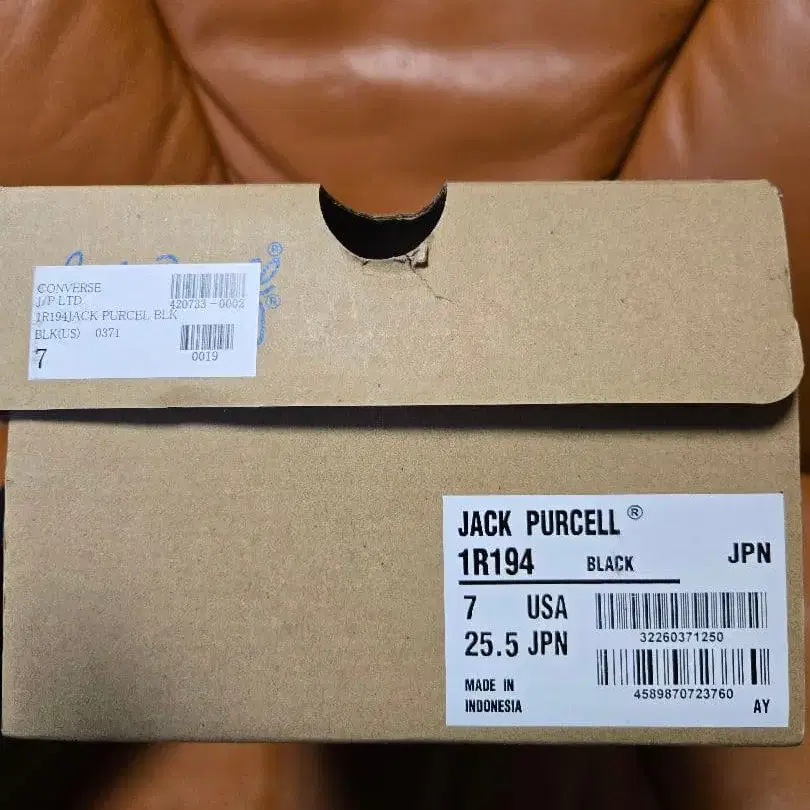 CONVERSE
J/P LTD
420733-0002
1R194JACK PURCEL BLK
BLK(US) 0371
7
0019
®
®
JACK PURCELL ®
1R194 BLACK JPN
7 USA
32260371250
25.5 JPN
4589870723760
MADE IN
INDONESIA
AY